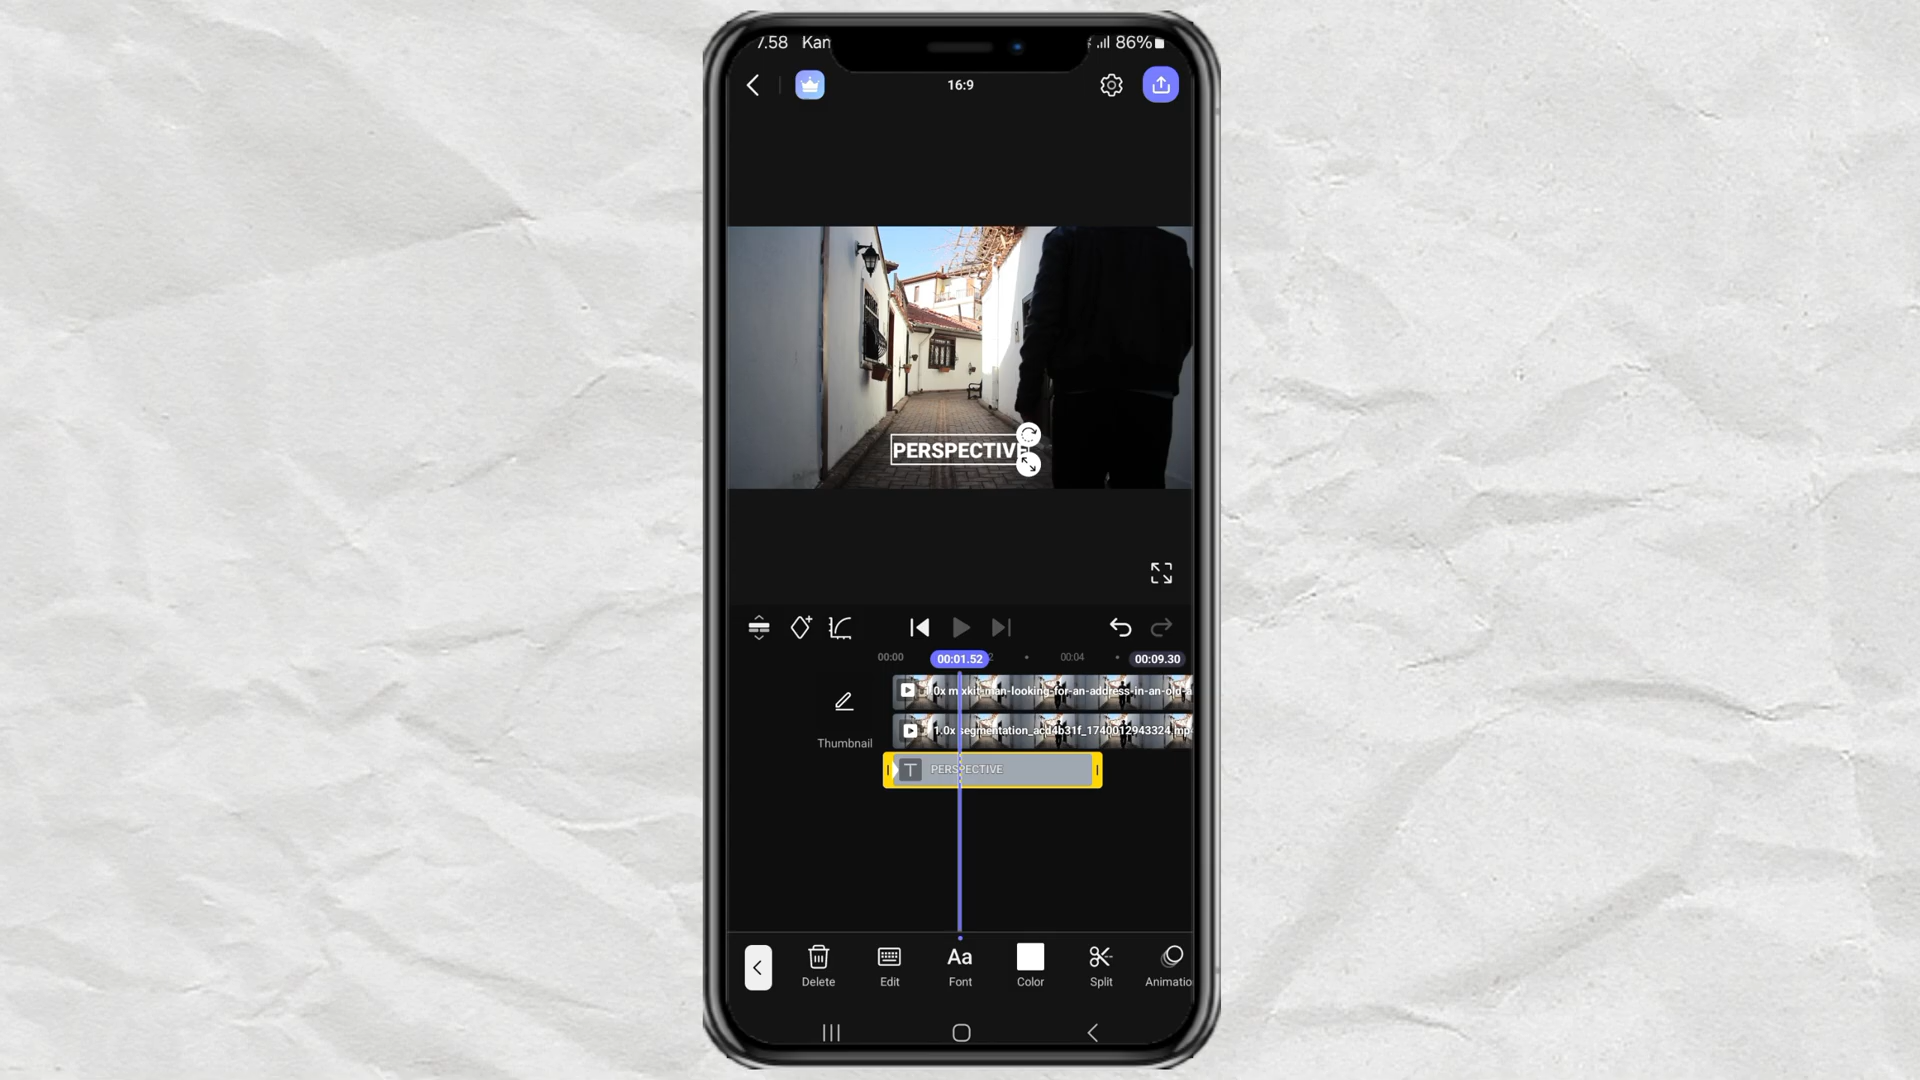 7.58 Kan 86%
16:9
PERSPECTIVE
00:00 00:01.52 2 00:04 00:09.30
Thumbnail
.0x mixkit-man-looking-for-an-address-in-an-old-a
1.0x segmentation_acd4b31f_1740012943324.mp
T PERSPECTIVE
Aa
Delete Edit Font Color Split Animatio